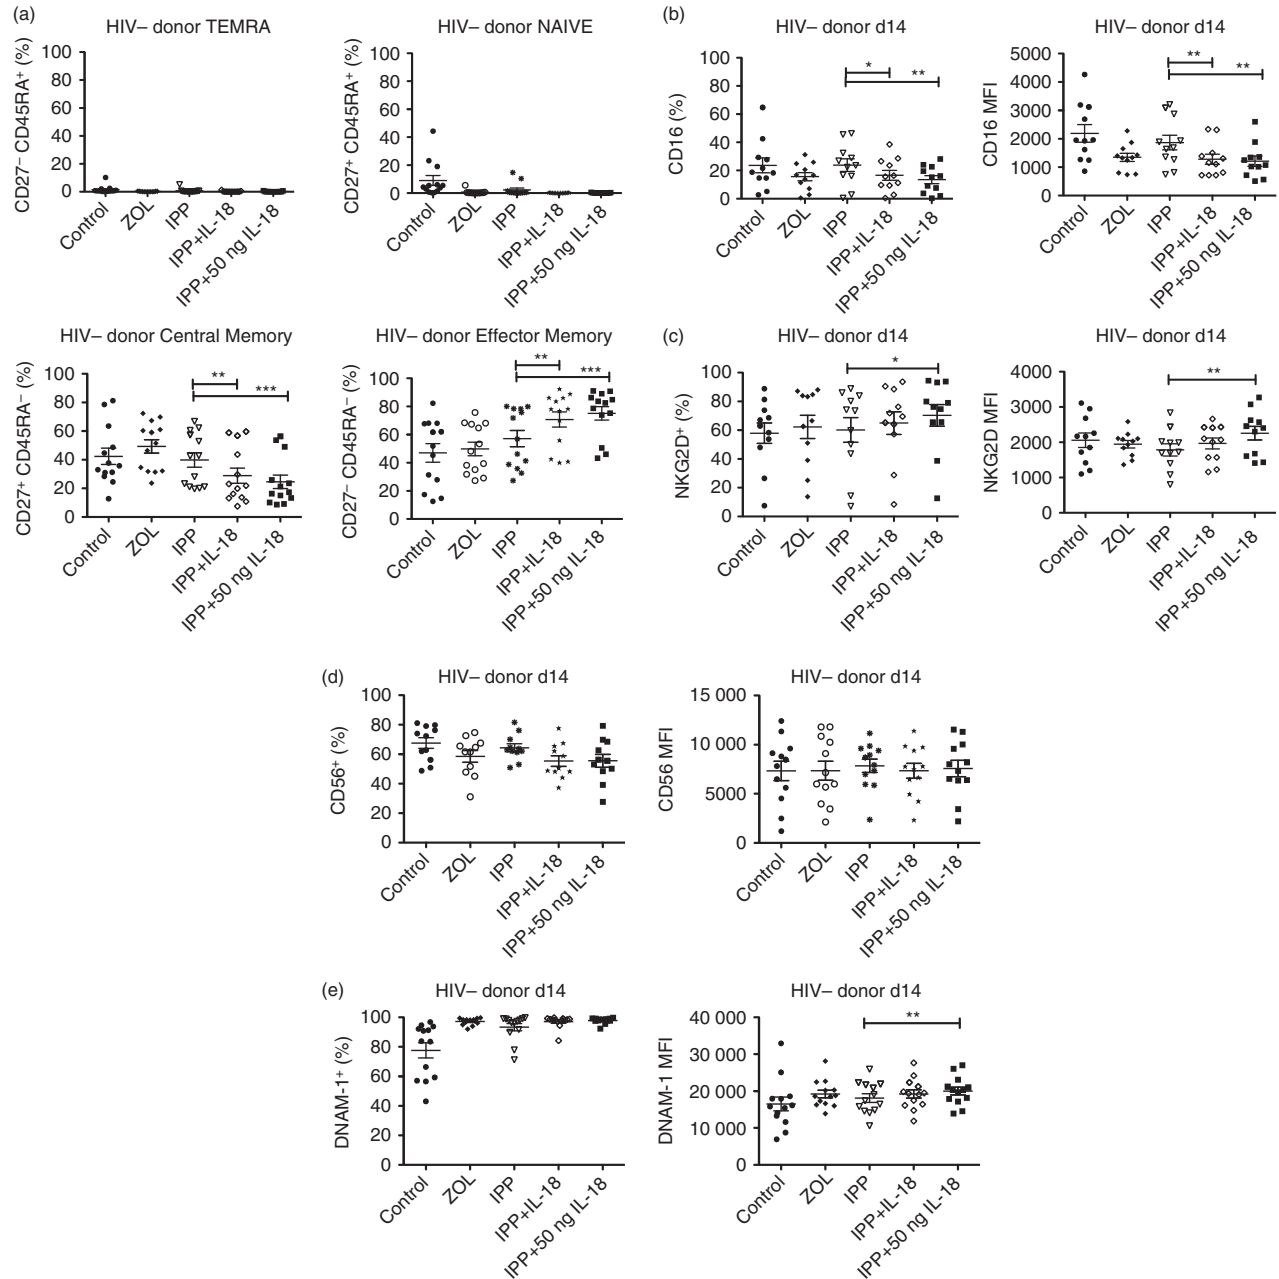 (a)
HIV– donor TEMRA
CD27– CD45RA+ (%)
100
80
60
40
20
0
Control
ZOL
IPP
IPP+IL-18
IPP+50 ng IL-18
HIV– donor NAIVE
CD27+ CD45RA+ (%)
100
80
60
40
20
0
Control
ZOL
IPP
IPP+IL-18
IPP+50 ng IL-18
HIV– donor Central Memory
CD27+ CD45RA– (%)
100
80
60
40
20
0
**
***
Control
ZOL
IPP
IPP+IL-18
IPP+50 ng IL-18
HIV– donor Effector Memory
CD27– CD45RA– (%)
100
80
60
40
20
0
**
***
Control
ZOL
IPP
IPP+IL-18
IPP+50 ng IL-18
(b)
HIV– donor d14
CD16 (%)
100
80
60
40
20
0
*
**
Control
ZOL
IPP
IPP+IL-18
IPP+50 ng IL-18
HIV– donor d14
CD16 MFI
5000
4000
3000
2000
1000
0
**
**
Control
ZOL
IPP
IPP+IL-18
IPP+50 ng IL-18
(c)
HIV– donor d14
NKG2D+ (%)
100
80
60
40
20
0
*
Control
ZOL
IPP
IPP+IL-18
IPP+50 ng IL-18
HIV– donor d14
NKG2D MFI
4000
3000
2000
1000
0
**
Control
ZOL
IPP
IPP+IL-18
IPP+50 ng IL-18
(d)
HIV– donor d14
CD56+ (%)
100
80
60
40
20
0
Control
ZOL
IPP
IPP+IL-18
IPP+50 ng IL-18
HIV– donor d14
CD56 MFI
15 000
10 000
5000
0
Control
ZOL
IPP
IPP+IL-18
IPP+50 ng IL-18
(e)
HIV– donor d14
DNAM-1+ (%)
100
80
60
40
20
0
Control
ZOL
IPP
IPP+IL-18
IPP+50 ng IL-18
HIV– donor d14
DNAM-1 MFI
40 000
30 000
20 000
10 000
0
**
Control
ZOL
IPP
IPP+IL-18
IPP+50 ng IL-18